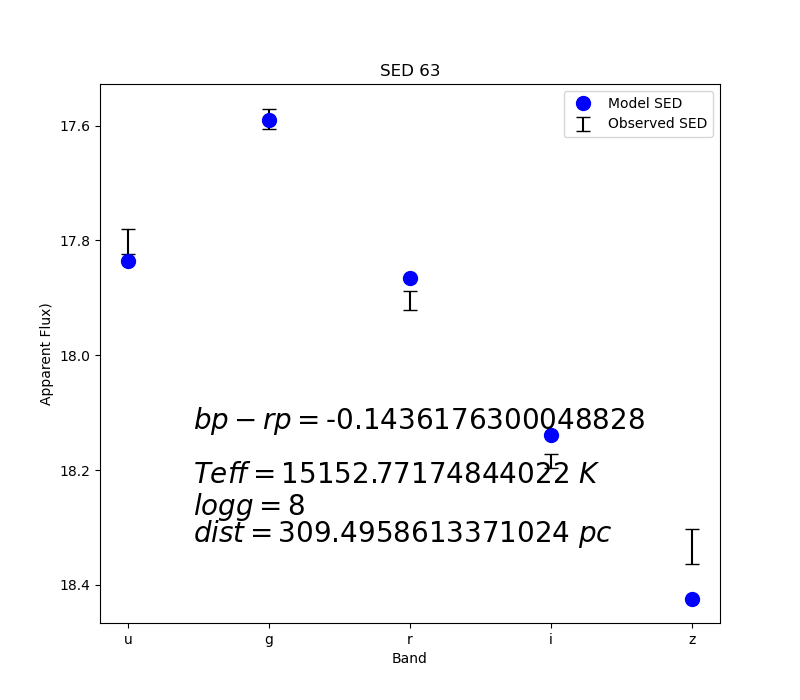 SED 63
Model SED
Observed SED
17.6
17.8
18.0
18.2
18.4
Apparent Flux)
bp − rp = -0.1436176300048828
Teff = 15152.77174844022 K
logg = 8
dist = 309.4958613371024 pc
u g r i z
Band